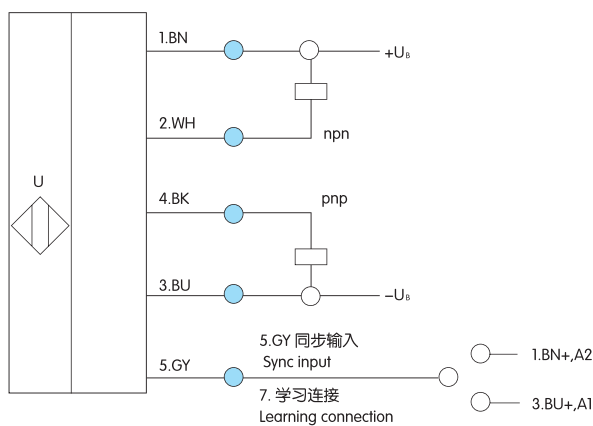 1.BN
+UB
2.WH
npn
U
4.BK
pnp
3.BU
–UB
5.GY
5.GY 同步输入
Sync input
7. 学习连接
Learning connection
1.BN+,A2
3.BU+,A1